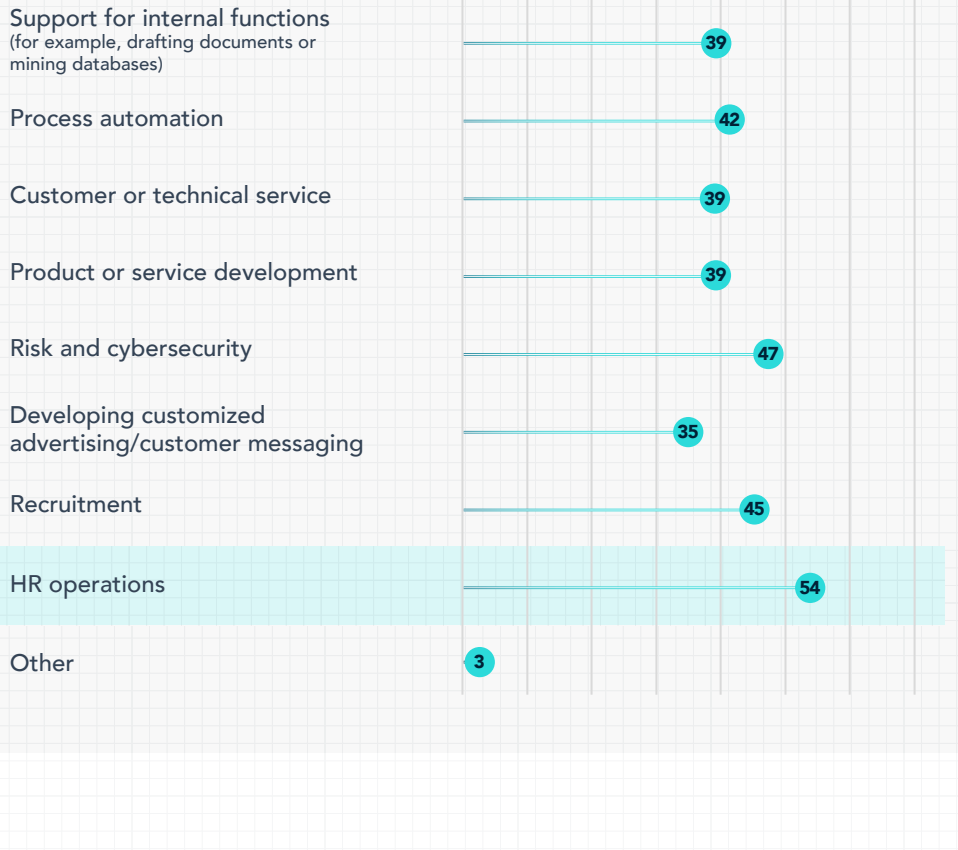 Support for internal functions
(for example, drafting documents or
mining databases)
39
Process automation
42
Customer or technical service
39
Product or service development
39
Risk and cybersecurity
47
Developing customized
advertising/customer messaging
35
Recruitment
45
HR operations
54
Other
3